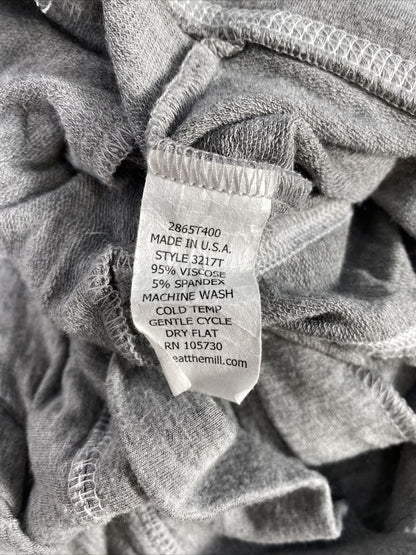 2865T400
MADE IN U.S.A.
STYLE 3217T
95% VISCOSE
5% SPANDEX
MACHINE WASH
COLD TEMP
GENTLE CYCLE
DRY FLAT
RN 105730
eatthemill.com